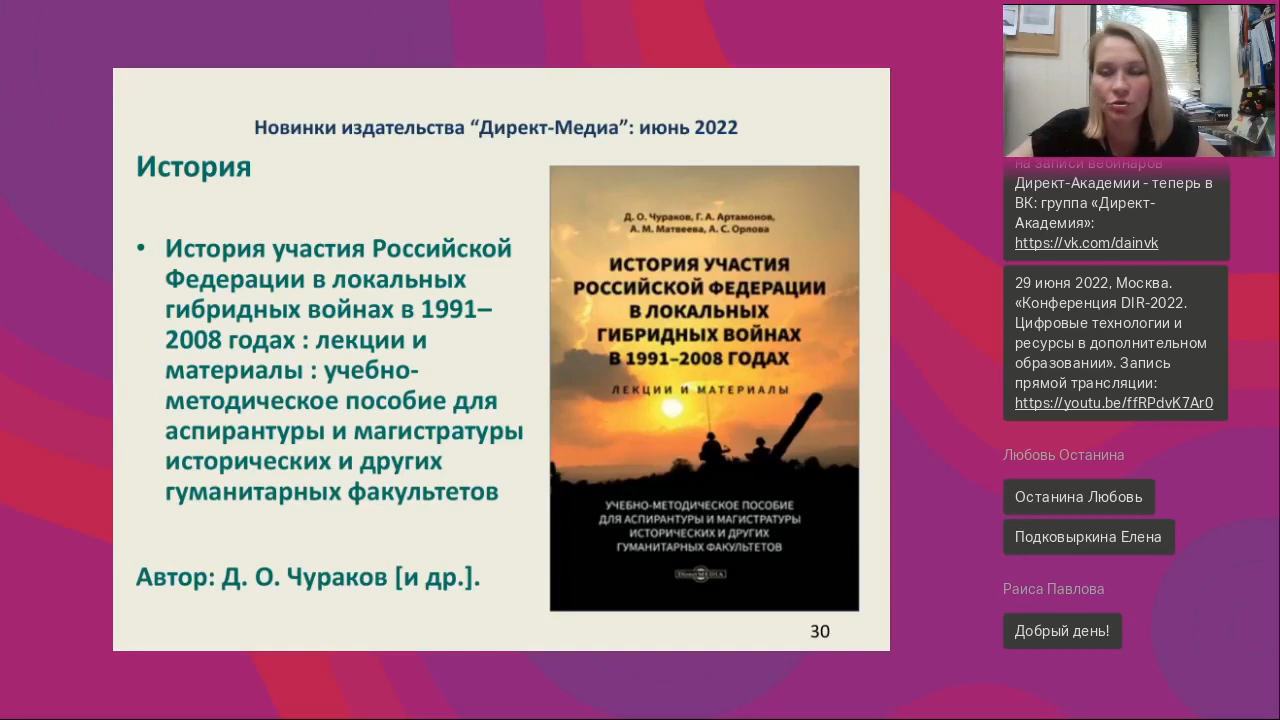 Новинки издательства “Директ-Медиа”: июнь 2022
История
• История участия Российской
Федерации в локальных
гибридных войнах в 1991–
2008 годах : лекции и
материалы : учебно-
методическое пособие для
аспирантуры и магистратуры
исторических и других
гуманитарных факультетов
Автор: Д. О. Чураков [и др.].
Д. О. Чураков, Г. А. Артамонов,
А. М. Матвеева, А. С. Орлова
ИСТОРИЯ УЧАСТИЯ
РОССИЙСКОЙ ФЕДЕРАЦИИ
В ЛОКАЛЬНЫХ
ГИБРИДНЫХ ВОЙНАХ
В 1991–2008 ГОДАХ
ЛЕКЦИИ И МАТЕРИАЛЫ
УЧЕБНО-МЕТОДИЧЕСКОЕ ПОСОБИЕ
ДЛЯ АСПИРАНТУРЫ И МАГИСТРАТУРЫ
ИСТОРИЧЕСКИХ И ДРУГИХ
ГУМАНИТАРНЫХ ФАКУЛЬТЕТОВ
30
на записи вебинаров
Директ-Академии - теперь в
ВК: группа «Директ-
Академия»:
https://vk.com/dainvk
29 июня 2022, Москва.
«Конференция DIR-2022.
Цифровые технологии и
ресурсы в дополнительном
образовании». Запись
прямой трансляции:
https://youtu.be/ffRPdvK7Ar0
Любовь Останина
Останина Любовь
Подковыркина Елена
Раиса Павлова
Добрый день!